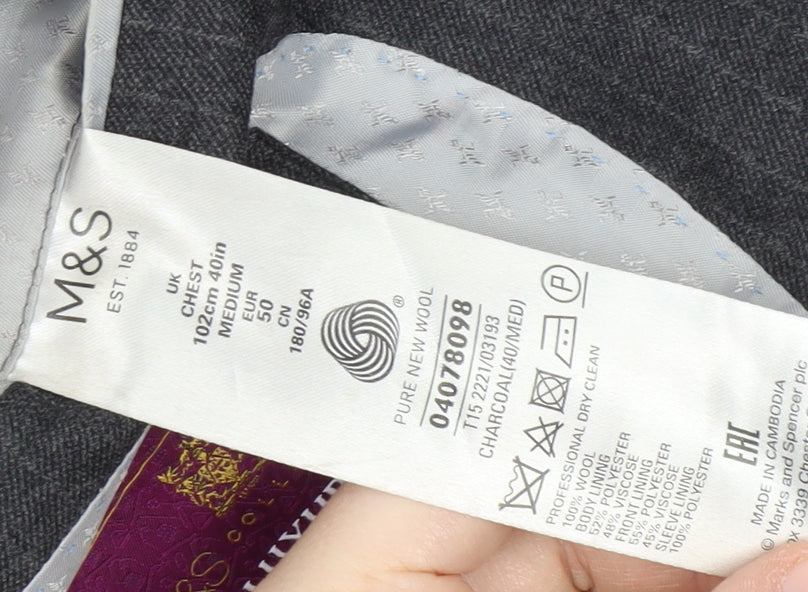 M&S
EST. 1884
UK
CHEST
102cm 40in
MEDIUM
EUR
50
CN
180/96A
®
PURE NEW WOOL
04078098
T15 2221/03193
CHARCOAL(40/MED)
P
PROFESSIONAL DRY CLEAN
100% WOOL
BODY LINING
52% POLYESTER
48% VISCOSE
FRONT LINING
55% POLYESTER
45% VISCOSE
SLEEVE LINING
100% POLYESTER
EAC
MADE IN CAMBODIA
© Marks and Spencer plc